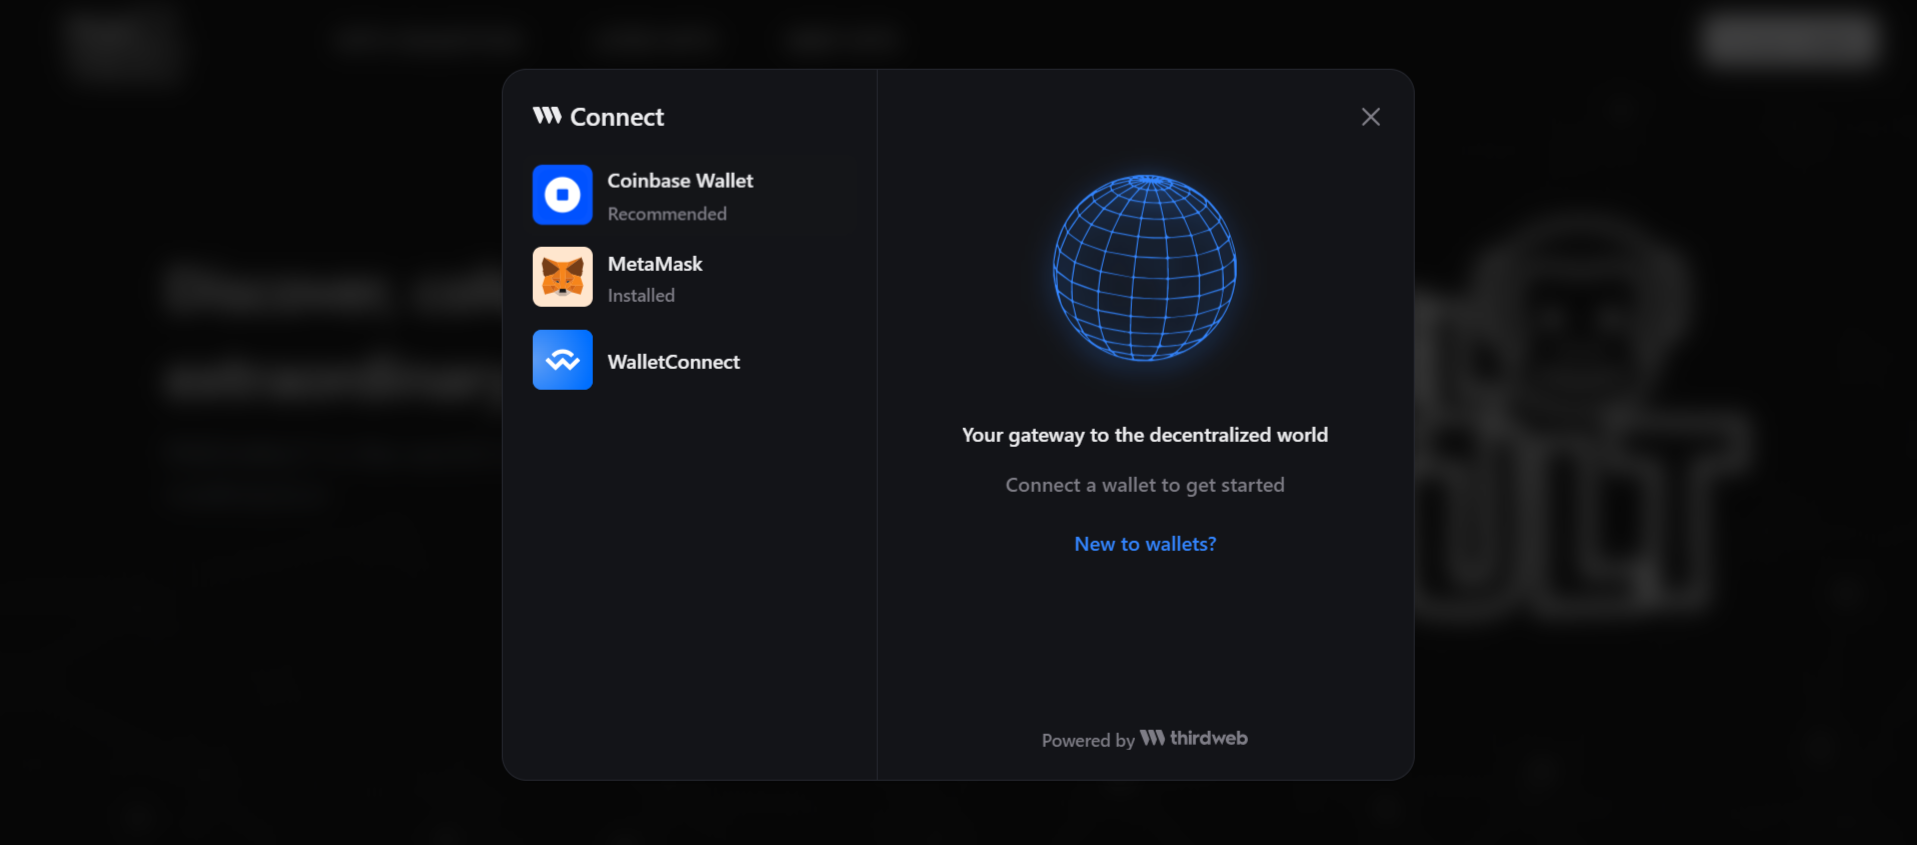 Connect
Coinbase Wallet
Recommended
MetaMask
Installed
WalletConnect
Your gateway to the decentralized world
Connect a wallet to get started
New to wallets?
Powered by thirdweb